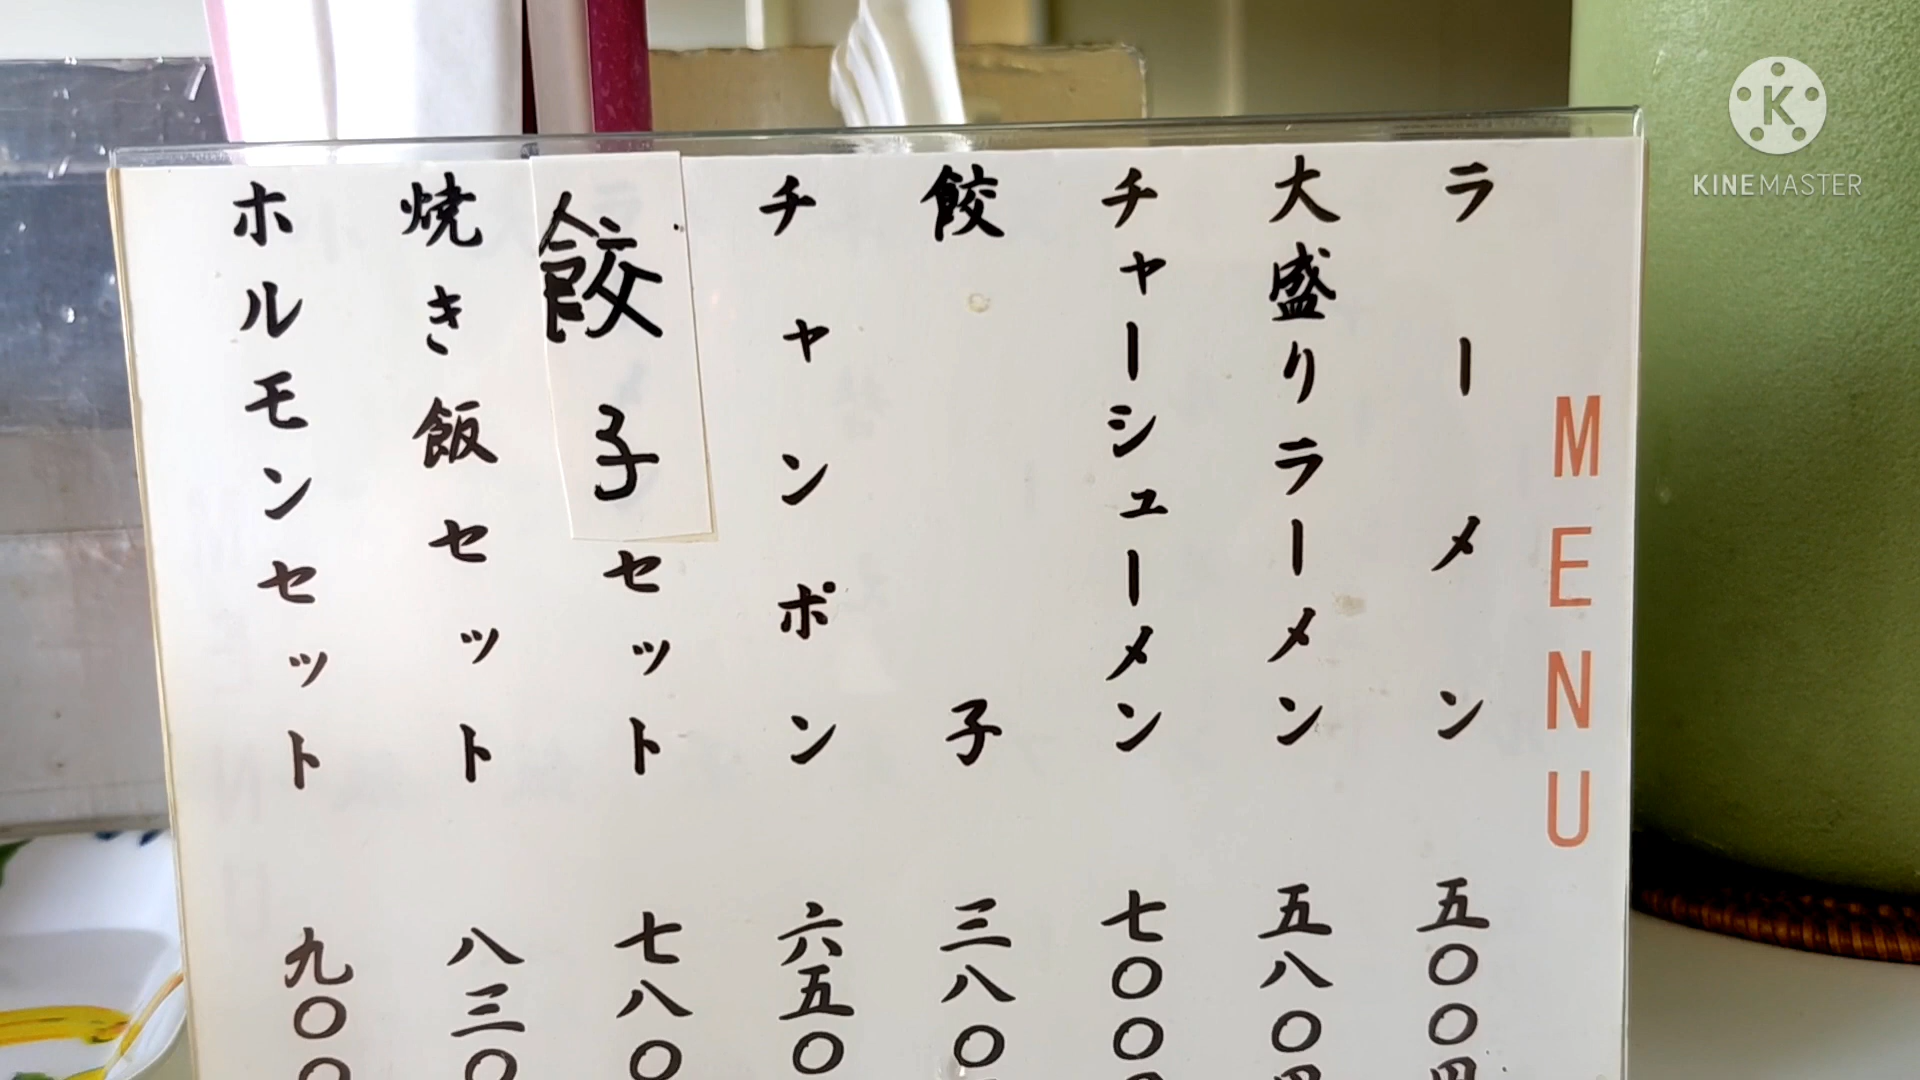 MENU
ラーメン 五〇〇円
大盛りラーメン 五八〇円
チャーシューメン 七〇〇円
餃子 三八〇
チャンポン 六五〇
餃子セット 七八〇
焼き飯セット 八三〇
ホルモンセット 九〇〇
K
KINEMASTER